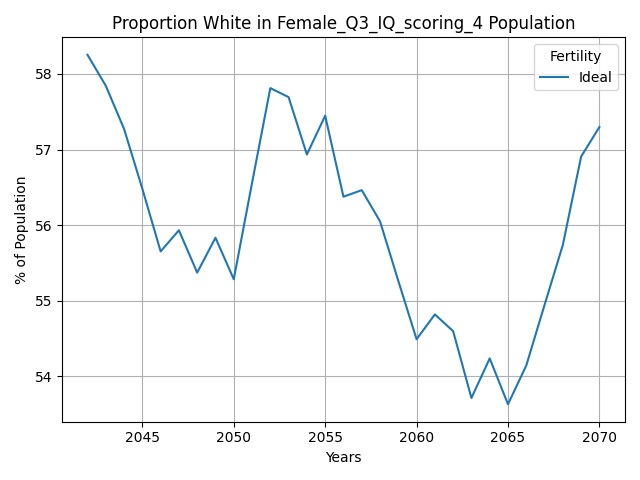 Proportion White in Female_Q3_IQ_scoring_4 Population
Fertility
Ideal
58
57
56
55
54
% of Population
2045 2050 2055 2060 2065 2070
Years